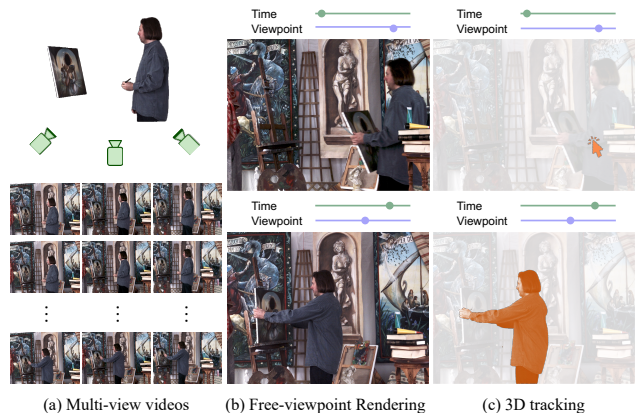 Time
Viewpoint
Time
Viewpoint
Time
Viewpoint
Time
Viewpoint
(a) Multi-view videos
(b) Free-viewpoint Rendering
(c) 3D tracking